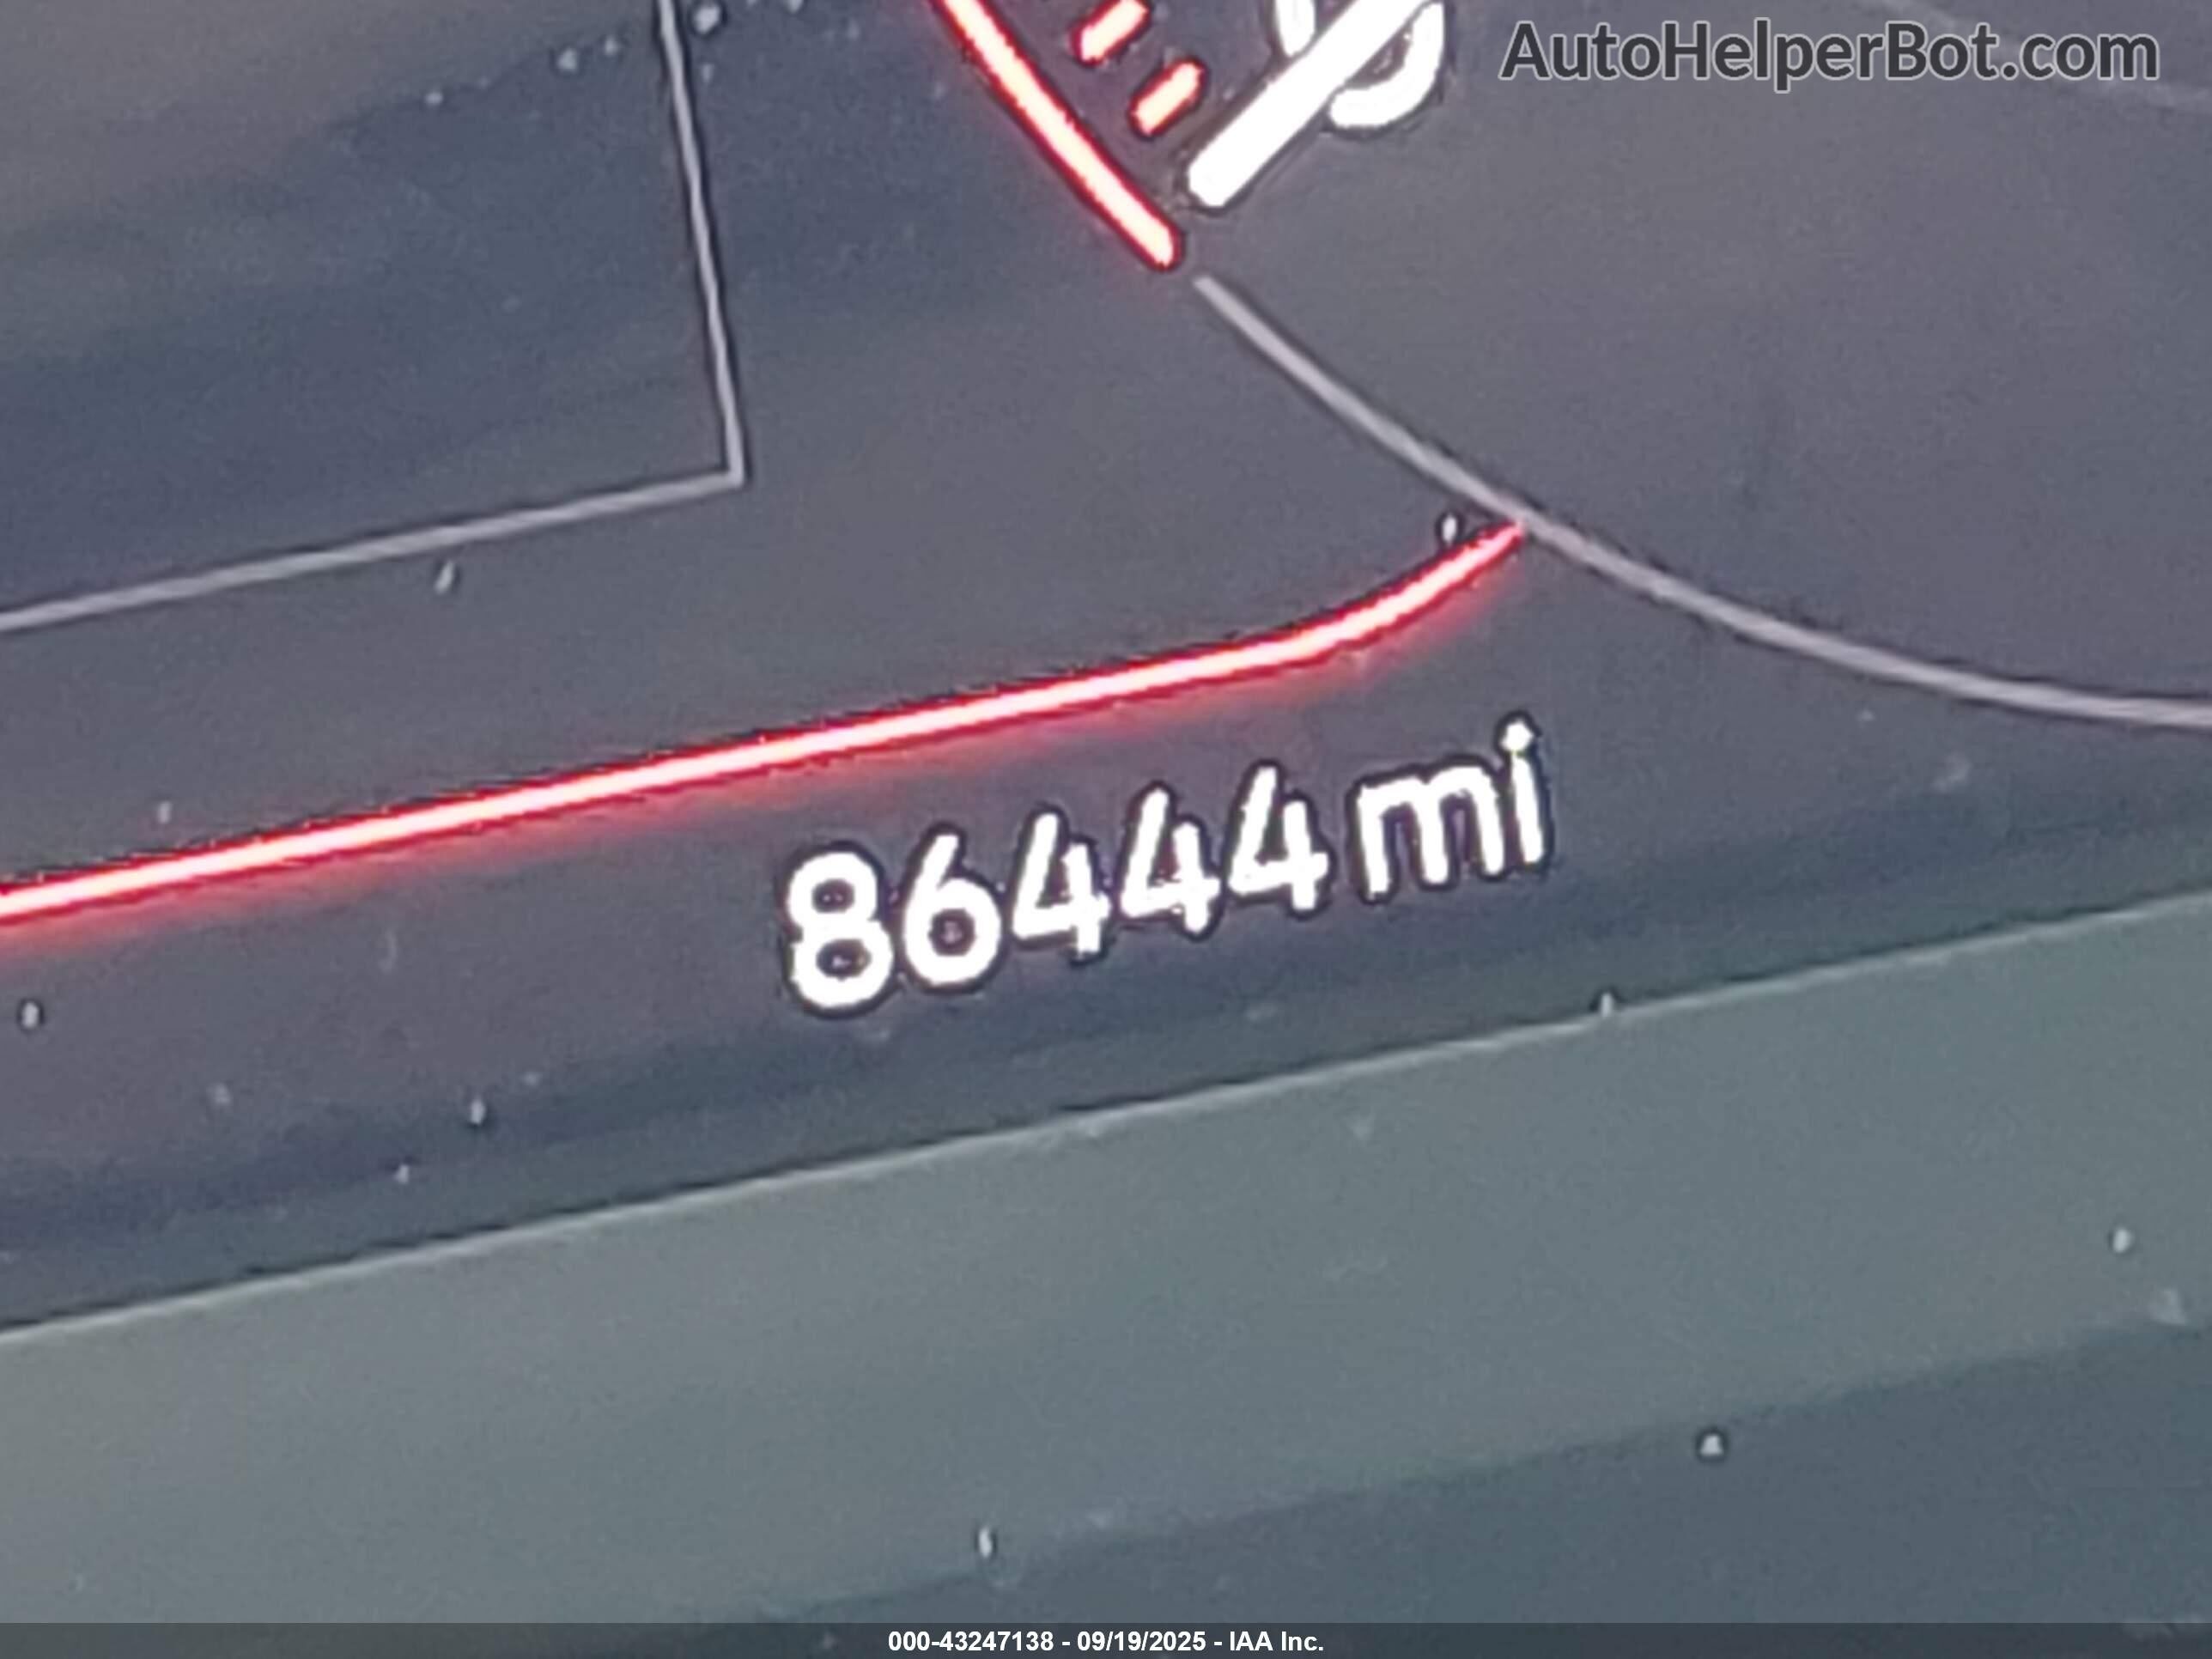 AutoHelperBot.com
86444 mi
000-43247138 - 09/19/2025 - IAA Inc.